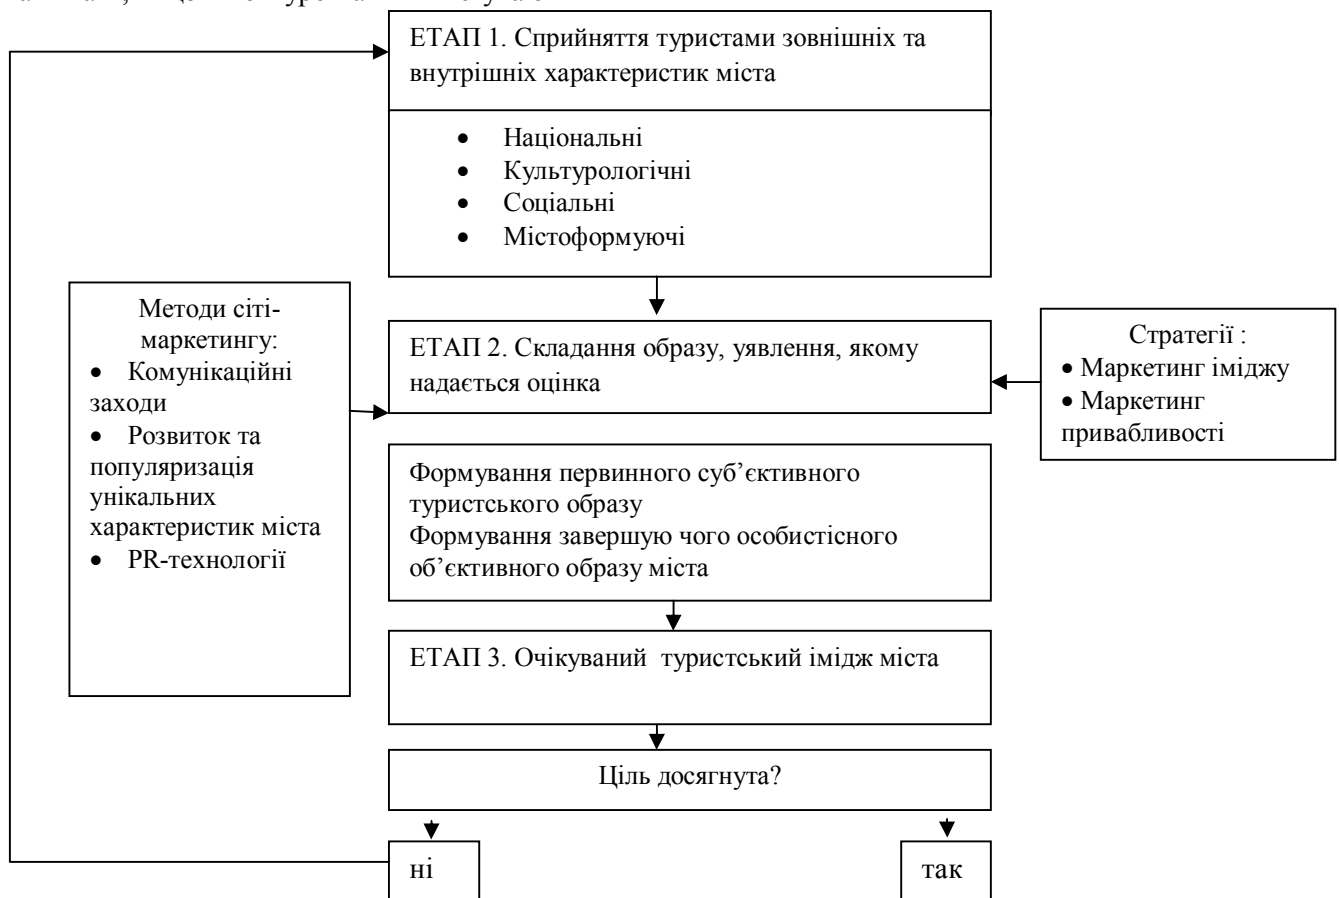 ЕТАП 1. Сприйняття туристами зовнішніх та
внутрішніх характеристик міста
• Національні
• Культурологічні
• Соціальні
• Містоформуючі
Методи сіті-
маркетингу:
• Комунікаційні
заходи
• Розвиток та
популяризація
унікальних
характеристик міста
• PR-технології
ЕТАП 2. Складання образу, уявлення, якому
надається оцінка
Стратегії :
• Маркетинг іміджу
• Маркетинг
привабливості
Формування первинного суб’єктивного
туристського образу
Формування завершую чого особистісного
об’єктивного образу міста
ЕТАП 3. Очікуваний туристський імідж міста
Ціль досягнута?
ні
так